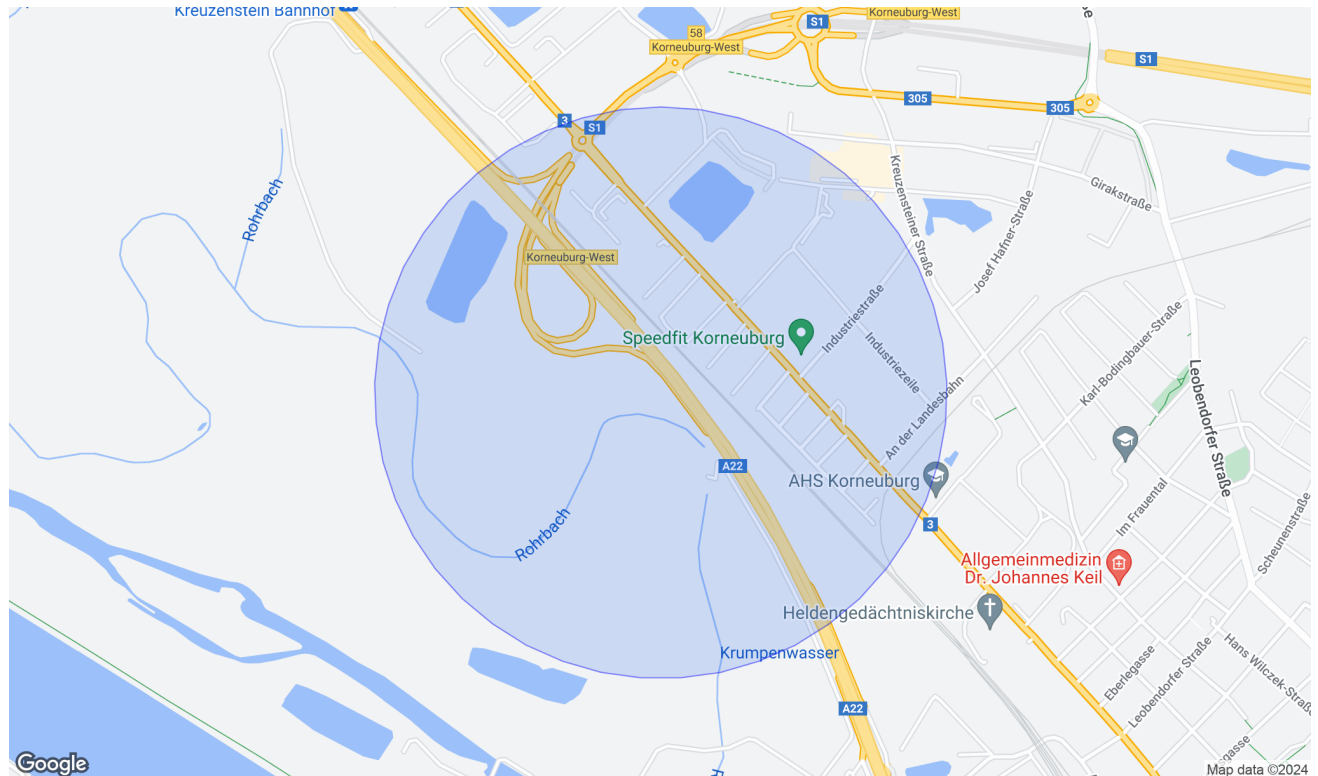 Kreuzenstein Bahnhof
S1
Korneuburg-West
58
Korneuburg-West
S1
305
305
3
S1
Kreuzensteiner Straße
Girakstraße
Rohrbach
Josef Hafner-Straße
Korneuburg-West
Industriestraße
Speedfit Korneuburg
Industriezeile
Karl-Bodingbauer-Straße
Leobendorfer Straße
An der Landesbahn
A22
AHS Korneuburg
Im Frauental
3
Scheunenstraße
Rohrbach
Allgemeinmedizin
Dr. Johannes Keil
Heldengedächtniskirche
Krumpenwasser
Eberlegasse
Leobendorfer Straße
Hans Wilczek-Straße
A22
Google
Map data ©2024